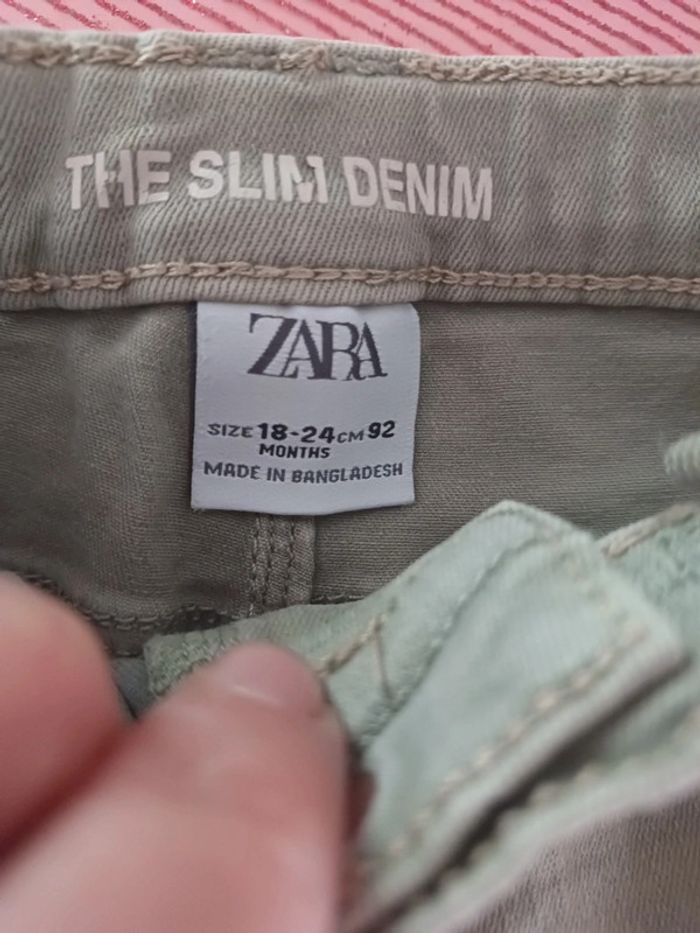 THE SLIM DENIM
ZARA
SIZE 18-24 CM 92
MONTHS
MADE IN BANGLADESH